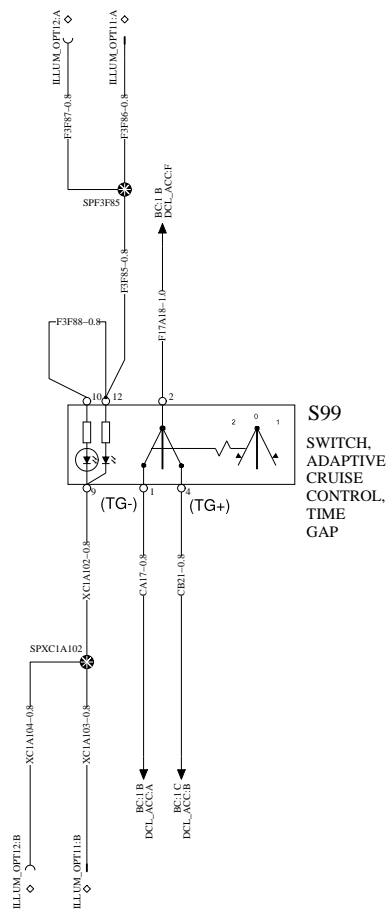 ILLUM_OPT12:A
ILLUM_OPT11:A
F3F87-0.8
F3F86-0.8
SPF3F85
BC:1 B
DCL_ACC:F
F3F85-0.8
F17A18-1.0
F3F88-0.8
10
12
2
S99
SWITCH,
ADAPTIVE
CRUISE
CONTROL,
TIME
GAP
2
0
1
9
(TG-)
1
4
(TG+)
XC1A102-0.8
CA17-0.8
CB21-0.8
SPXC1A102
XC1A104-0.8
XC1A103-0.8
BC:1 B
DCL_ACC:A
BC:1 C
DCL_ACC:B
ILLUM_OPT12:B
ILLUM_OPT11:B